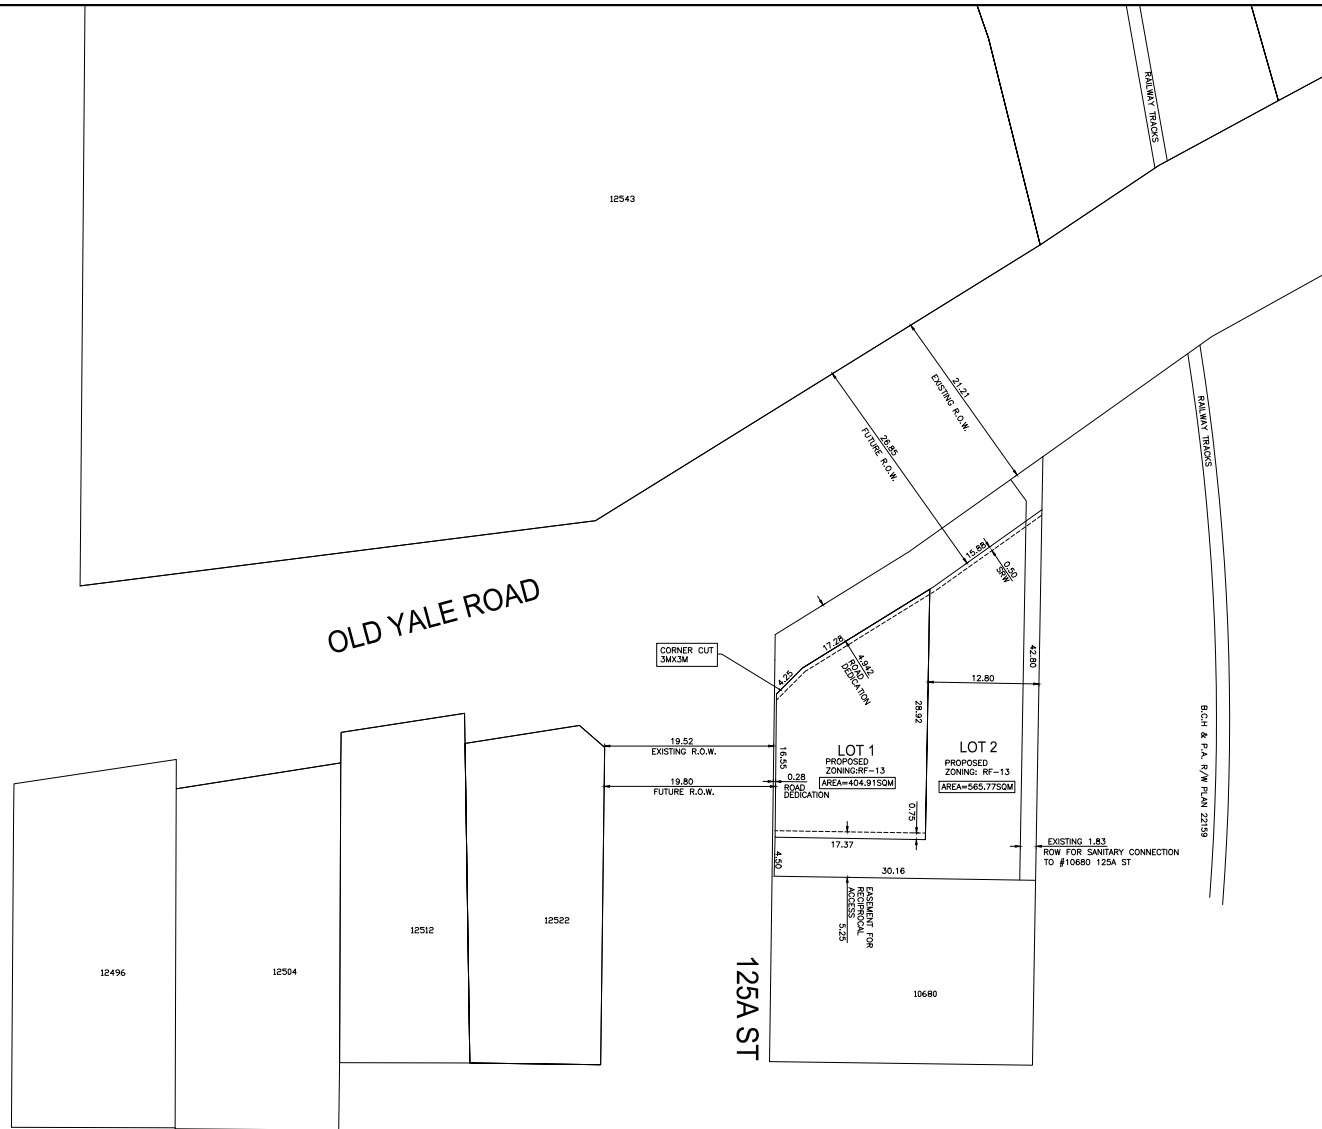 RAILWAY TRACKS
12543
21.21
EXISTING R.O.W.
26.85
FUTURE R.O.W.
RAILWAY TRACKS
OLD YALE ROAD
15.88
0.50
SRW
CORNER CUT
3MX3M
17.28
4.942
ROAD
DEDICATION
4.25
42.80
12.80
28.92
B.C.H & P.A. R/W PLAN 22159
19.52
EXISTING R.O.W.
16.55
LOT 1
PROPOSED
ZONING:RF-13
AREA=404.91SQM
LOT 2
PROPOSED
ZONING: RF-13
AREA=565.77SQM
19.80
FUTURE R.O.W.
0.28
ROAD
DEDICATION
0.75
17.37
4.50
EXISTING 1.83
ROW FOR SANITARY CONNECTION
TO #10680 125A ST
30.16
EASEMENT FOR
RECIPROCAL
ACCESS
5.25
12522
12512
12504
12496
125A ST
10680